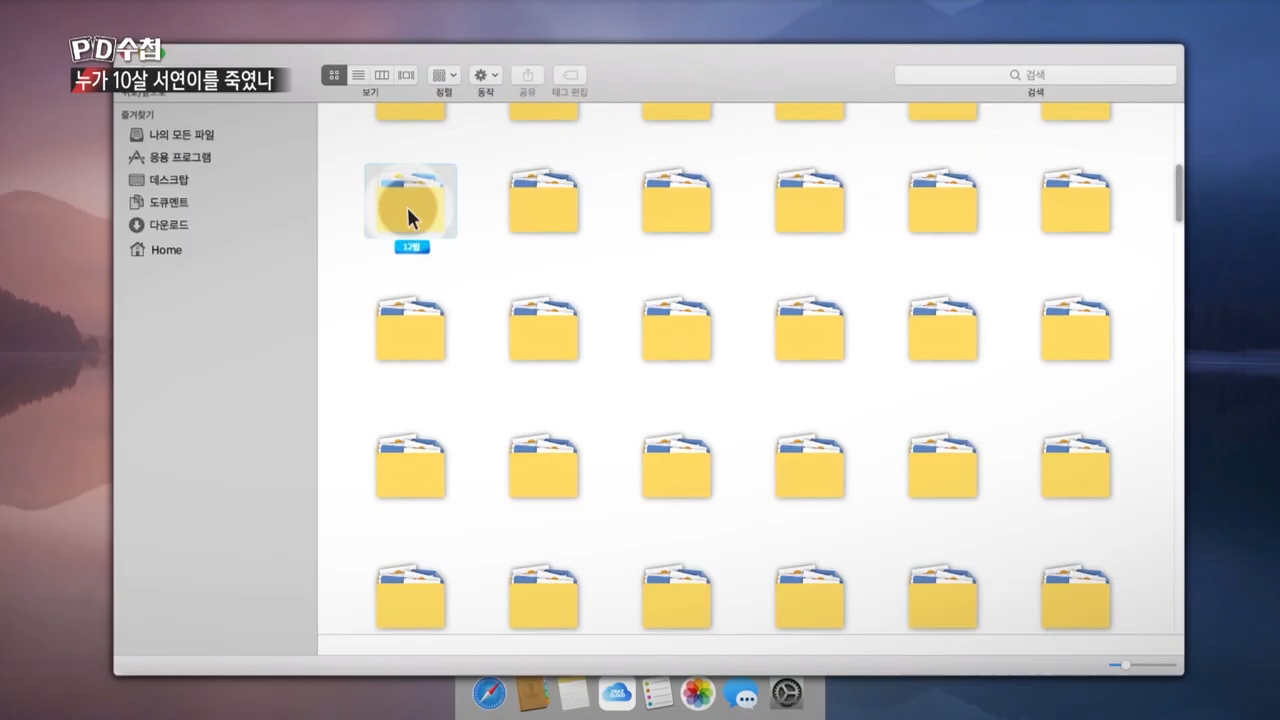 PD수첩
누가 10살 서연이를 죽였나
보기
정렬
동작
공유
태그 편집
검색
검색
즐겨찾기
나의 모든 파일
응용 프로그램
데스크탑
도큐멘트
다운로드
Home